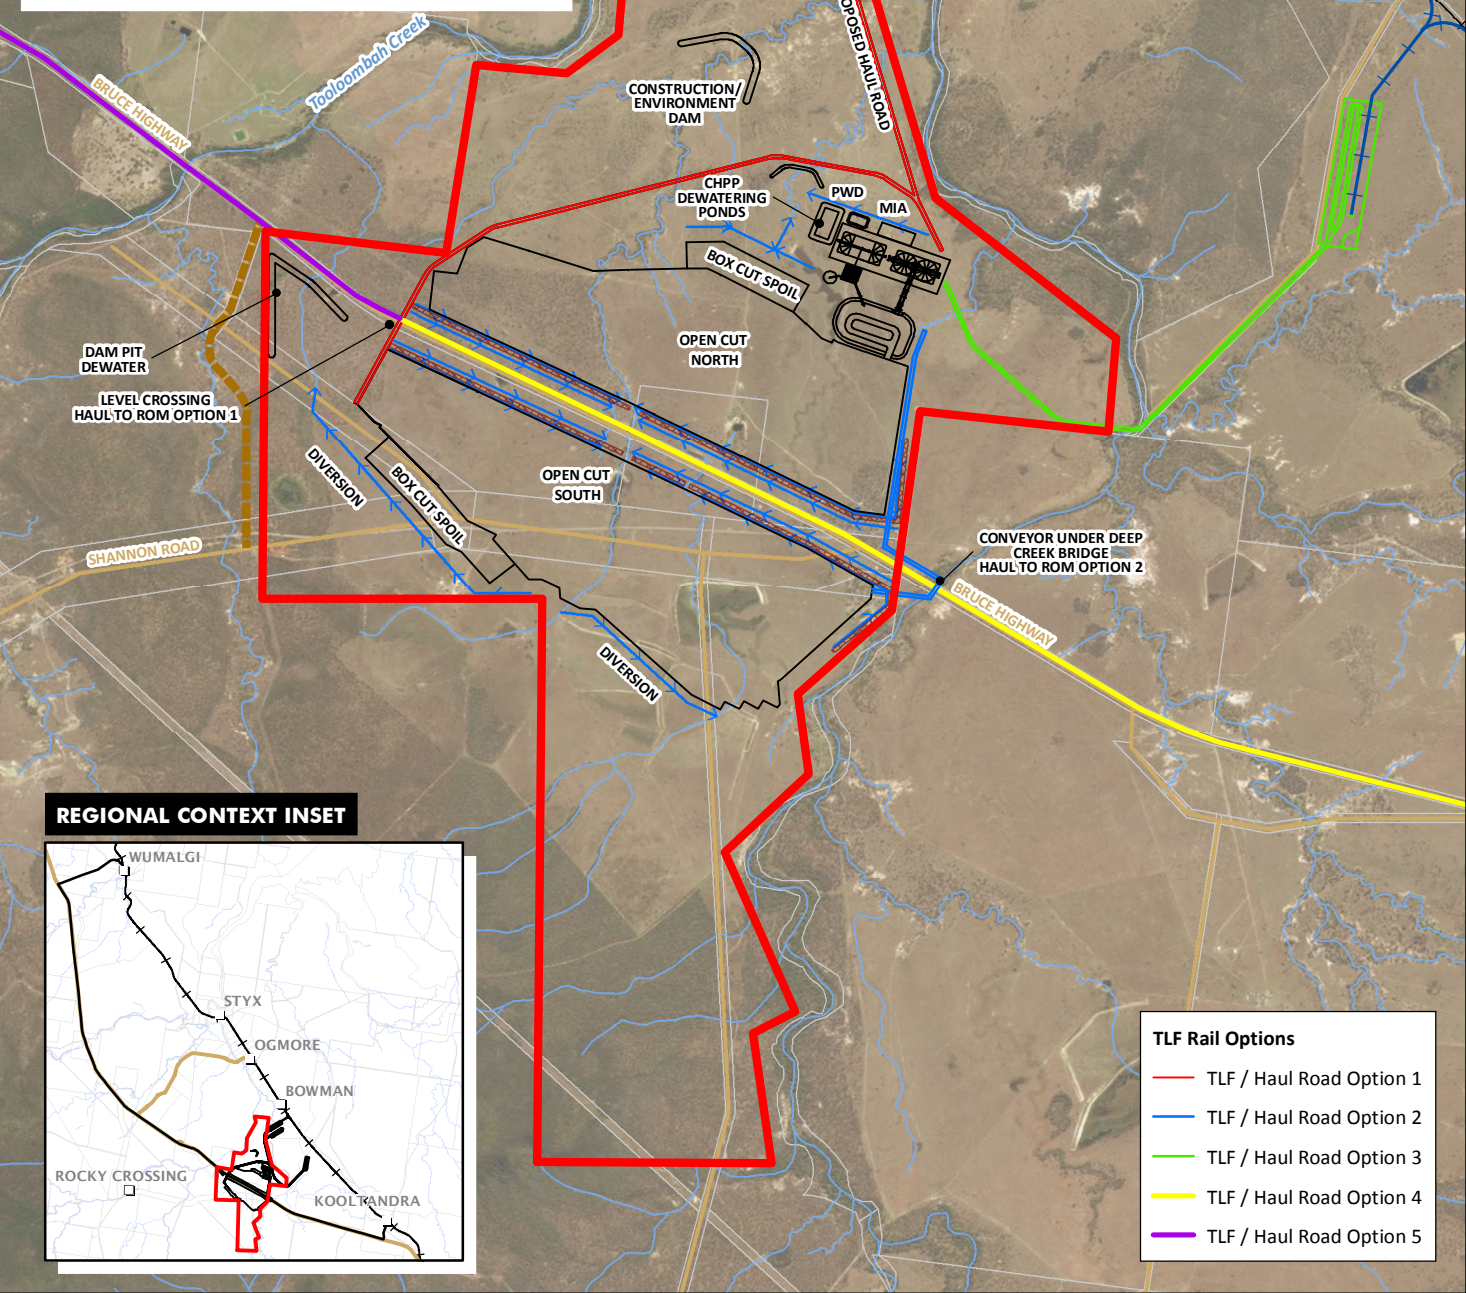 Tooloombah Creek
BRUCE HIGHWAY
OPOSED HAUL ROAD
CONSTRUCTION/
ENVIRONMENT
DAM
CHPP
DEWATERING
PONDS
PWD
MIA
BOX CUT SPOIL
OPEN CUT
NORTH
DAM PIT
DEWATER
LEVEL CROSSING
HAUL TO ROM OPTION 1
DIVERSION
BOX CUT SPOIL
OPEN CUT
SOUTH
SHANNON ROAD
CONVEYOR UNDER DEEP
CREEK BRIDGE
HAUL TO ROM OPTION 2
BRUCE HIGHWAY
DIVERSION
REGIONAL CONTEXT INSET
WUMALGI
STYX
OGMORE
BOWMAN
ROCKY CROSSING
KOOLTANDRA
TLF Rail Options
TLF / Haul Road Option 1
TLF / Haul Road Option 2
TLF / Haul Road Option 3
TLF / Haul Road Option 4
TLF / Haul Road Option 5